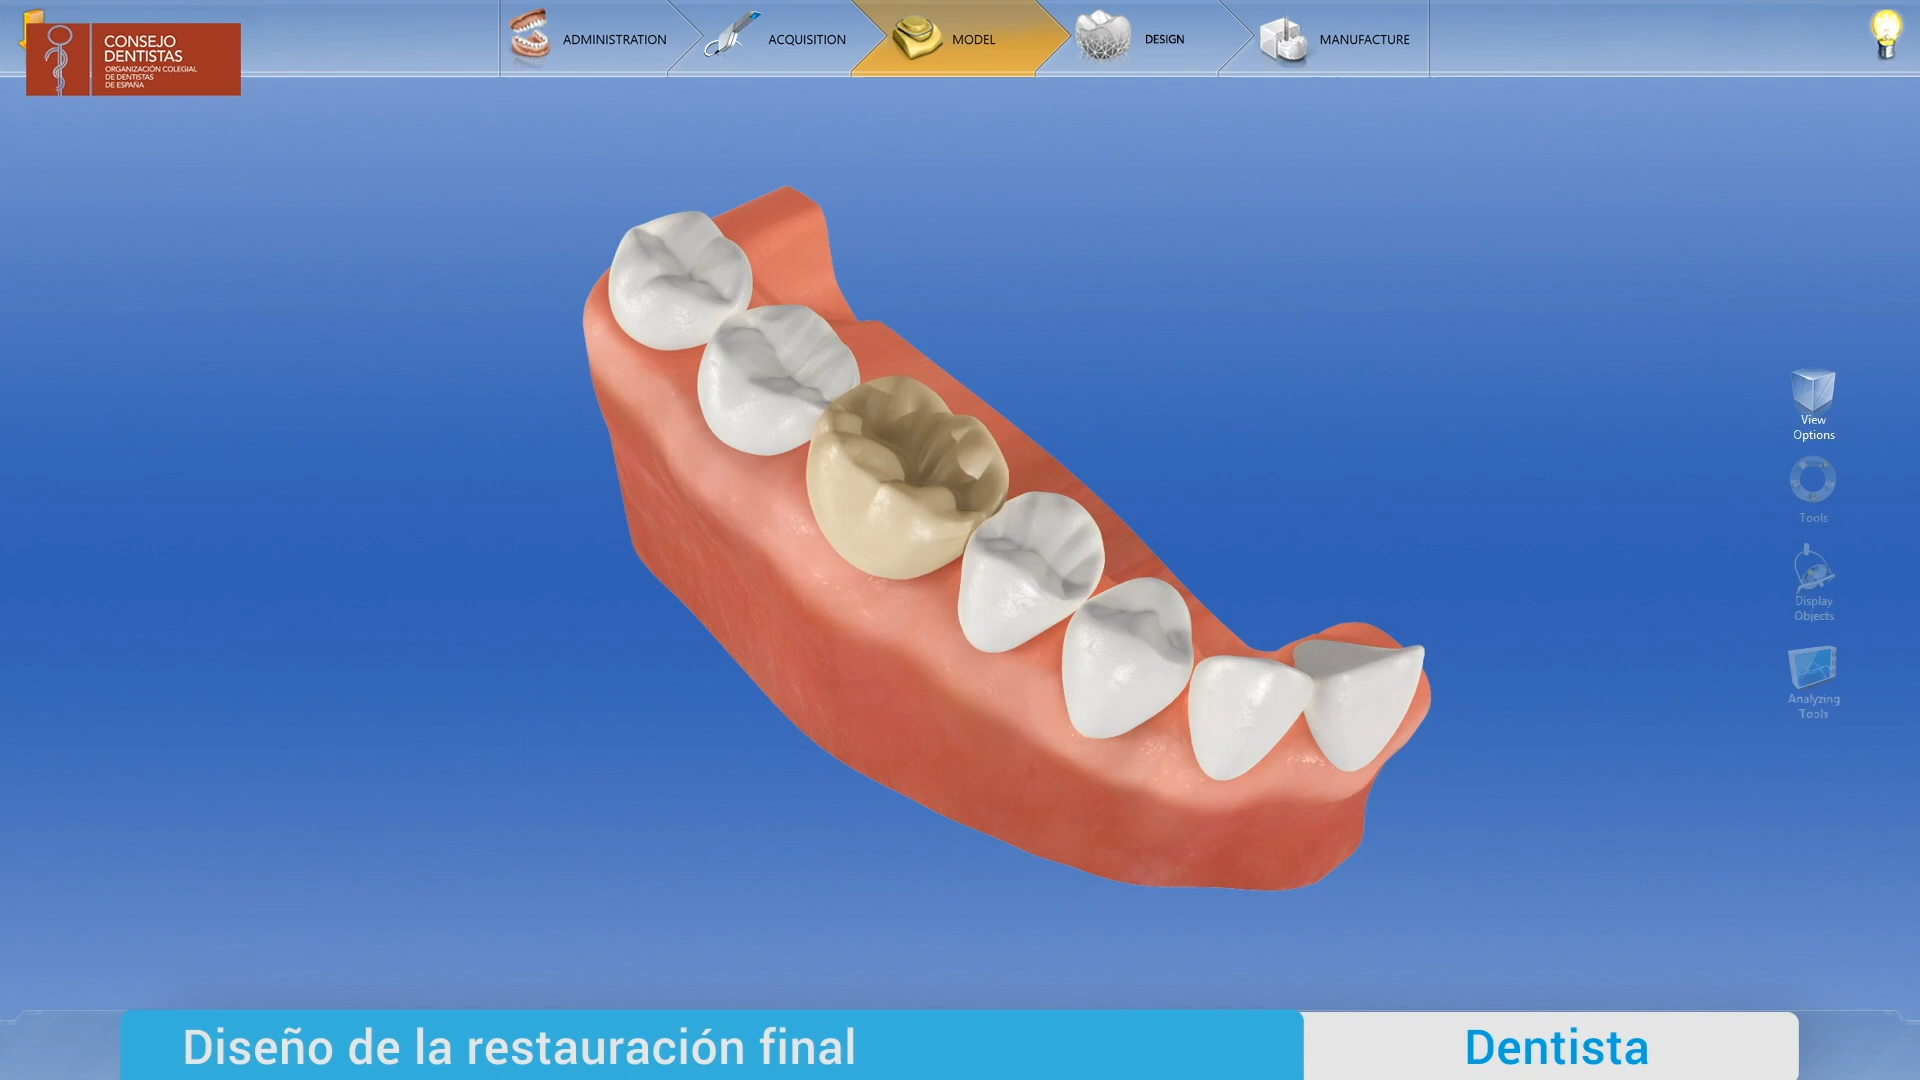 CONSEJO
DENTISTAS
ORGANIZACIÓN COLEGIAL
DE DENTISTAS
DE ESPAÑA
ADMINISTRATION
ACQUISITION
MODEL
DESIGN
MANUFACTURE
View
Options
Tools
Display
Objects
Analyzing
Tools
Diseño de la restauración final
Dentista